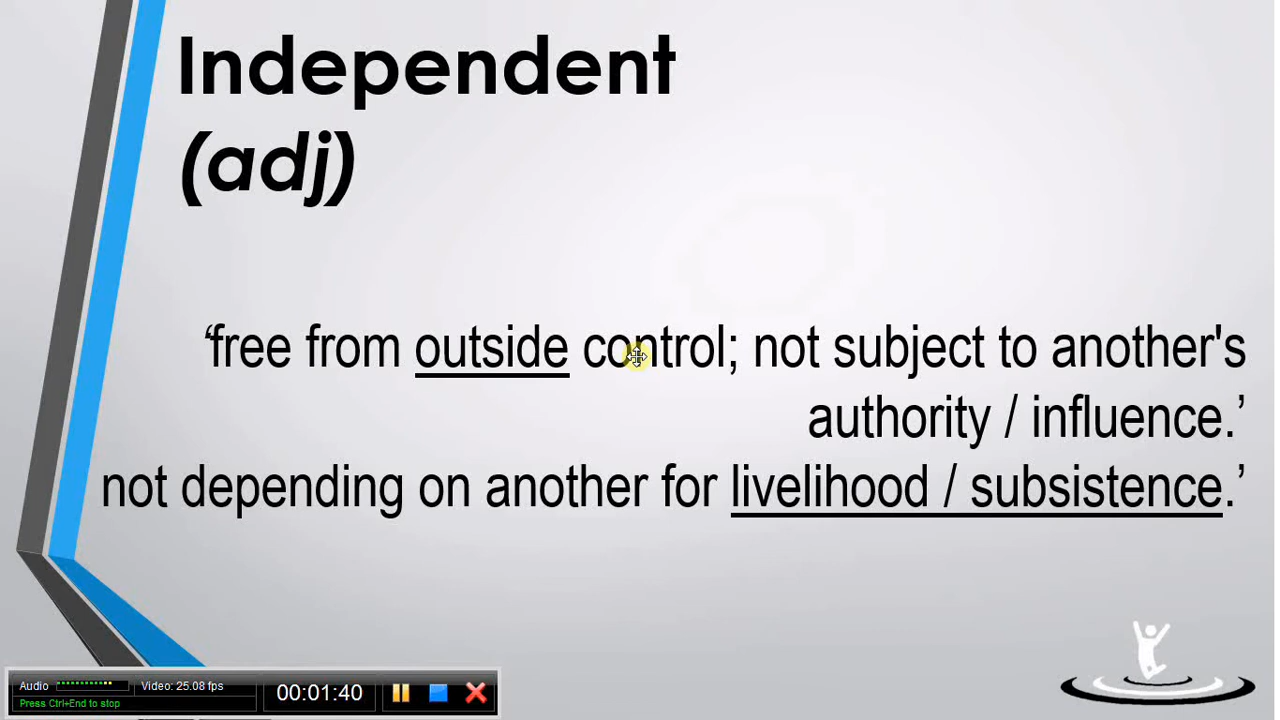 Independent
(adj)
‘free from outside control; not subject to another's
authority / influence.’
not depending on another for livelihood / subsistence.’
Audio
Video: 25.08 fps
Press Ctrl+End to stop
00:01:40